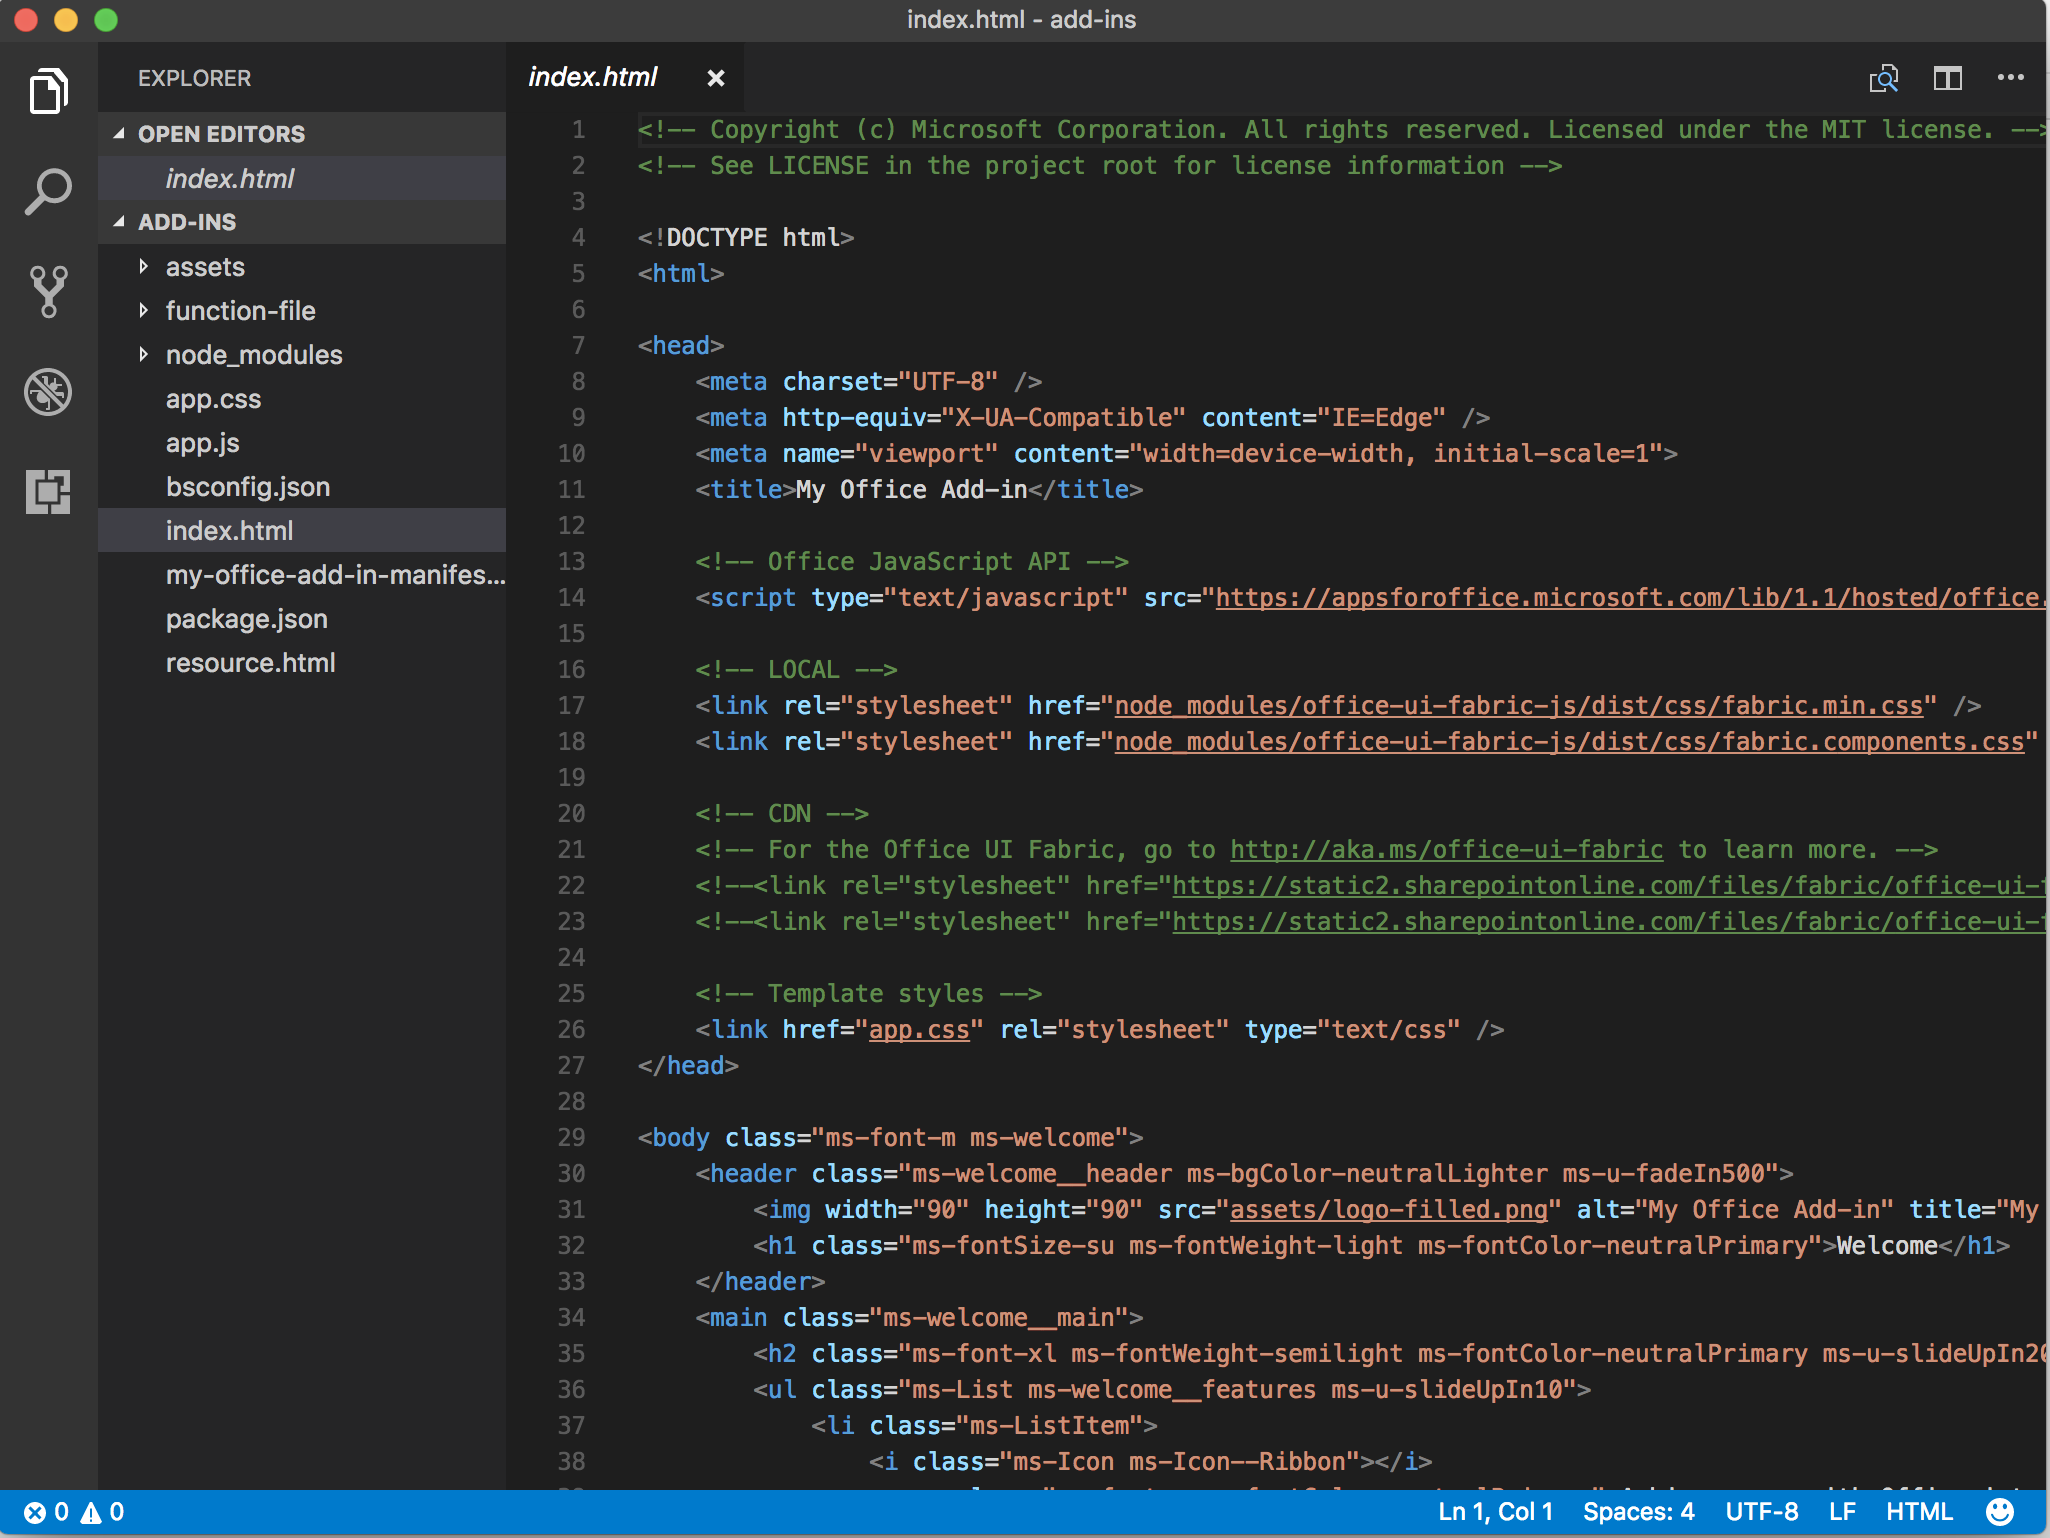 index.html - add-ins
EXPLORER
OPEN EDITORS
index.html
ADD-INS
assets
function-file
node_modules
app.css
app.js
bsconfig.json
index.html
my-office-add-in-manifes...
package.json
resource.html
index.html
1 <!-- Copyright (c) Microsoft Corporation. All rights reserved. Licensed under the MIT license. -->
2 <!-- See LICENSE in the project root for license information -->
3
4 <!DOCTYPE html>
5 <html>
6
7 <head>
8 <meta charset="UTF-8" />
9 <meta http-equiv="X-UA-Compatible" content="IE=Edge" />
10 <meta name="viewport" content="width=device-width, initial-scale=1">
11 <title>My Office Add-in</title>
12
13 <!-- Office JavaScript API -->
14 <script type="text/javascript" src="https://appsforoffice.microsoft.com/lib/1.1/hosted/office.
15
16 <!-- LOCAL -->
17 <link rel="stylesheet" href="node_modules/office-ui-fabric-js/dist/css/fabric.min.css" />
18 <link rel="stylesheet" href="node_modules/office-ui-fabric-js/dist/css/fabric.components.css"
19
20 <!-- CDN -->
21 <!-- For the Office UI Fabric, go to http://aka.ms/office-ui-fabric to learn more. -->
22 <!--<link rel="stylesheet" href="https://static2.sharepointonline.com/files/fabric/office-ui-
23 <!--<link rel="stylesheet" href="https://static2.sharepointonline.com/files/fabric/office-ui-
24
25 <!-- Template styles -->
26 <link href="app.css" rel="stylesheet" type="text/css" />
27 </head>
28
29 <body class="ms-font-m ms-welcome">
30 <header class="ms-welcome__header ms-bgColor-neutralLighter ms-u-fadeIn500">
31 <img width="90" height="90" src="assets/logo-filled.png" alt="My Office Add-in" title="My
32 <h1 class="ms-fontSize-su ms-fontWeight-light ms-fontColor-neutralPrimary">Welcome</h1>
33 </header>
34 <main class="ms-welcome__main">
35 <h2 class="ms-font-xl ms-fontWeight-semilight ms-fontColor-neutralPrimary ms-u-slideUpIn20
36 <ul class="ms-List ms-welcome__features ms-u-slideUpIn10">
37 <li class="ms-ListItem">
38 <i class="ms-Icon ms-Icon--Ribbon"></i>
0 0 Ln 1, Col 1 Spaces: 4 UTF-8 LF HTML